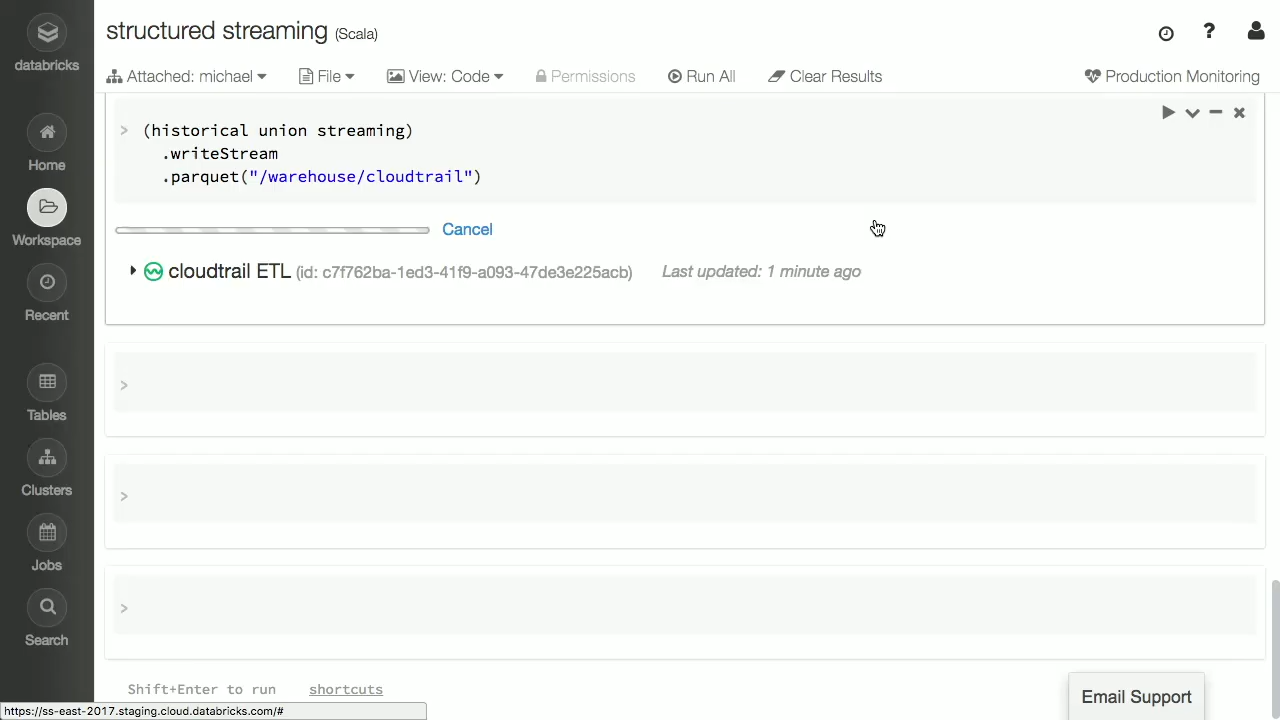 databricks
Home
Workspace
Recent
Tables
Clusters
Jobs
Search
structured streaming (Scala)
?
Attached: michael File View: Code Permissions Run All Clear Results Production Monitoring
> (historical union streaming)
.writeStream
.parquet("/warehouse/cloudtrail")
Cancel
cloudtrail ETL (id: c7f762ba-1ed3-41f9-a093-47de3e225acb) Last updated: 1 minute ago
>
>
>
Shift+Enter to run shortcuts
Email Support
https://ss-east-2017.staging.cloud.databricks.com/#